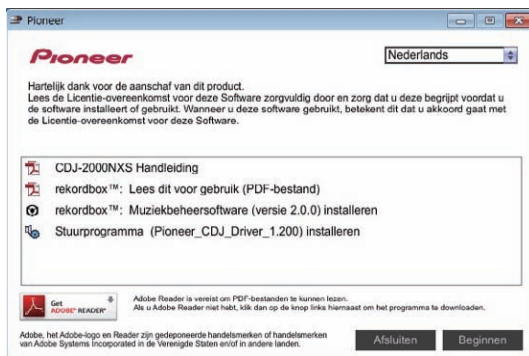 Pioneer
Pioneer
Nederlands
Hartelijk dank voor de aanschaf van dit product.
Lees de Licentie-overeenkomst voor deze Software zorgvuldig door en zorg dat u deze begrijpt voordat u
de software installeert of gebruikt. Wanneer u deze software gebruikt, betekent dit dat u akkoord gaat met
de Licentie-overeenkomst voor deze Software.
CDJ-2000NXS Handleiding
rekordbox™: Lees dit voor gebruik (PDF-bestand)
rekordbox™: Muziekbeheersoftware (versie 2.0.0) installeren
Stuurprogramma (Pioneer_CDJ_Driver_1.200) installeren
Get
ADOBE® READER®
Adobe Reader is vereist om PDF-bestanden te kunnen lezen.
Als u Adobe Reader niet hebt, klik dan op de knop links hiernaast om het programma te downloaden.
Adobe, het Adobe-logo en Reader zijn gedeponeerde handelsmerken of handelsmerken
van Adobe Systems Incorporated in de Verenigde Staten en/of in andere landen.
Afsluiten
Beginnen